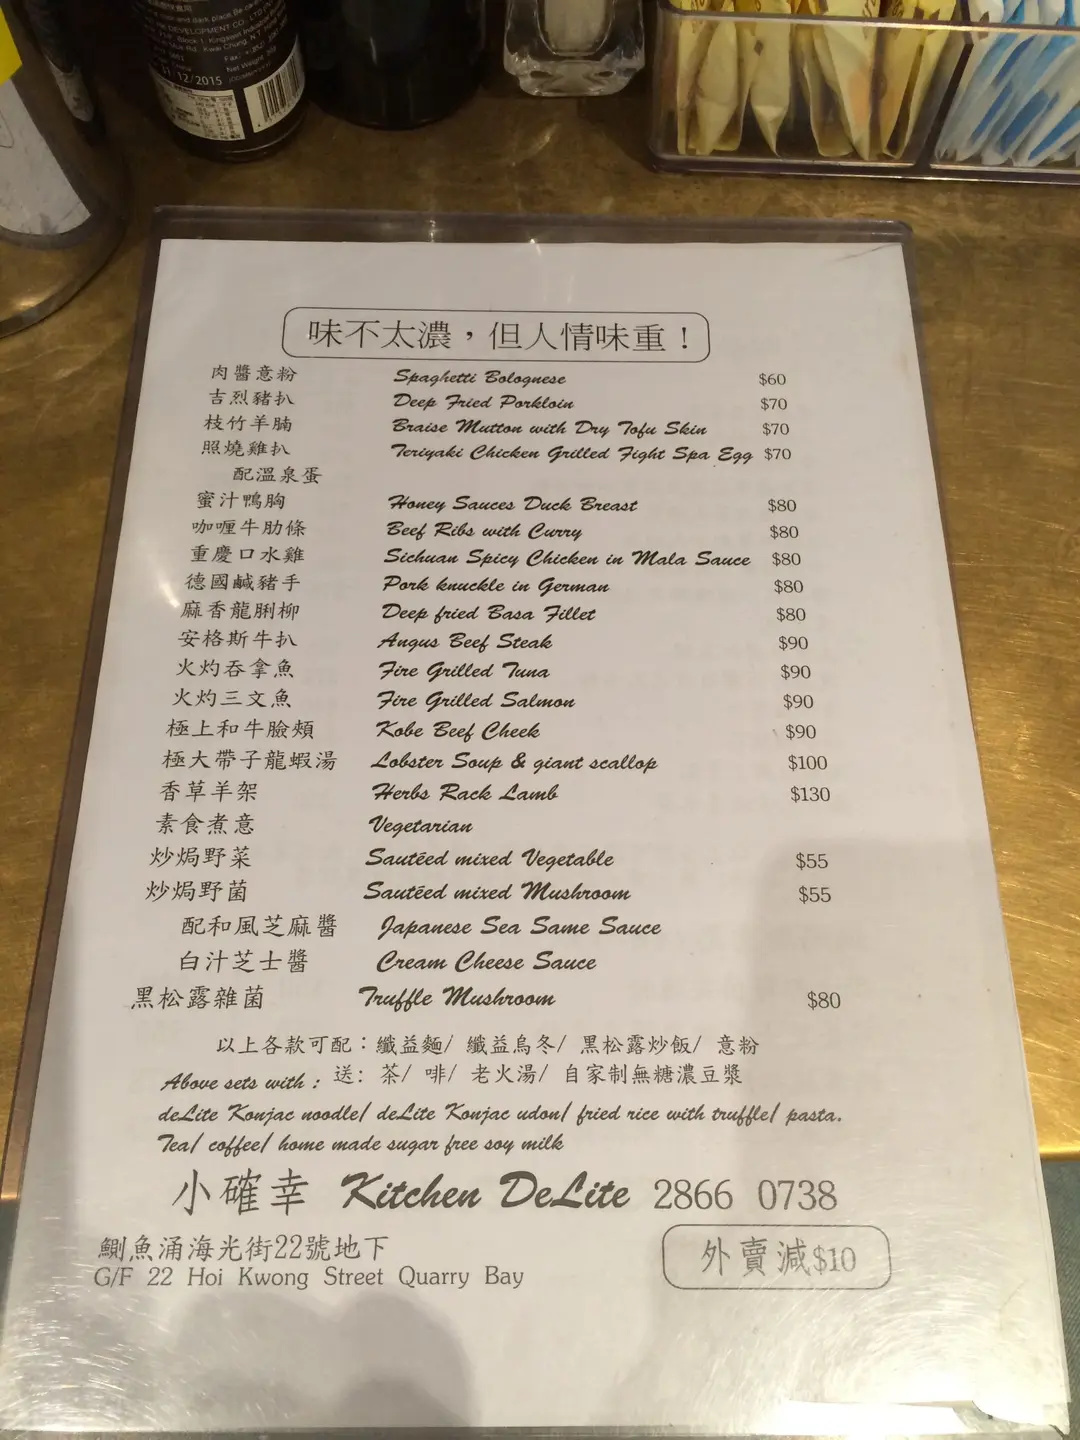 DEVELOPMENT CO. LTD
12/2015
味不太濃，但人情味重！
肉醬意粉 Spaghetti Bolognese $60
吉烈豬扒 Deep Fried Porkloin $70
枝竹羊腩 Braise Mutton with Dry Tofu Skin $70
照燒雞扒 Teriyaki Chicken Grilled Fight Spa Egg $70
配溫泉蛋
蜜汁鴨胸 Honey Sauces Duck Breast $80
咖喱牛肋條 Beef Ribs with Curry $80
重慶口水雞 Sichuan Spicy Chicken in Mala Sauce $80
德國鹹豬手 Pork knuckle in German $80
麻香龍脷柳 Deep fried Basa Fillet $80
安格斯牛扒 Angus Beef Steak $90
火灼吞拿魚 Fire Grilled Tuna $90
火灼三文魚 Fire Grilled Salmon $90
極上和牛臉頰 Kobe Beef Cheek $90
極大帶子龍蝦湯 Lobster Soup & giant scallop $100
香草羊架 Herbs Rack Lamb $130
素食煮意 Vegetarian
炒焗野菜 Sautēed mixed Vegetable $55
炒焗野菌 Sautēed mixed Mushroom $55
配和風芝麻醬 Japanese Sea Same Sauce
白汁芝士醬 Cream Cheese Sauce
黑松露雜菌 Truffle Mushroom $80
以上各款可配：纖益麵/ 纖益烏冬/ 黑松露炒飯/ 意粉
Above sets with : 送: 茶/ 啡/ 老火湯/ 自家制無糖濃豆漿
deLite Konjac noodle/ deLite Konjac udon/ fried rice with truffle/ pasta.
Tea/ coffee/ home made sugar free soy milk
小確幸 Kitchen DeLite 2866 0738
鰂魚涌海光街22號地下
G/F 22 Hoi Kwong Street Quarry Bay
外賣減$10